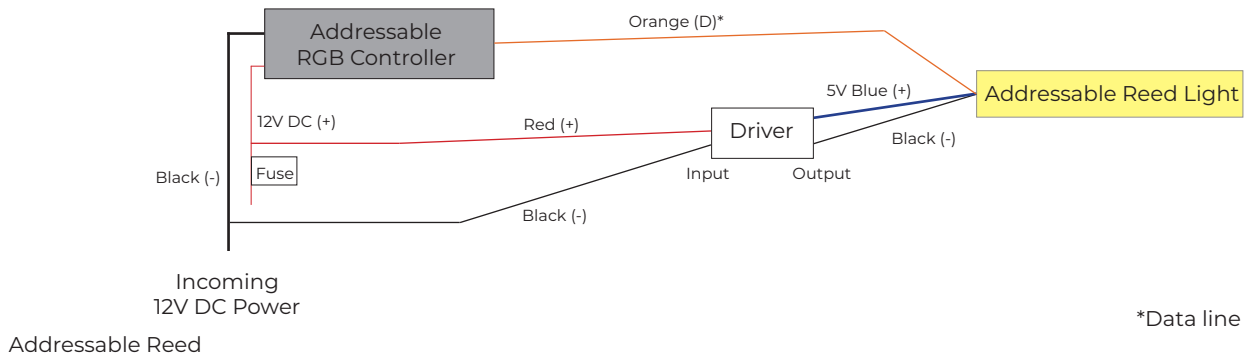 Addressable
RGB Controller
Orange (D)*
5V Blue (+)
Addressable Reed Light
12V DC (+)
Red (+)
Driver
Black (-)
Black (-)
Fuse
Input
Output
Black (-)
Incoming
12V DC Power
*Data line
Addressable Reed